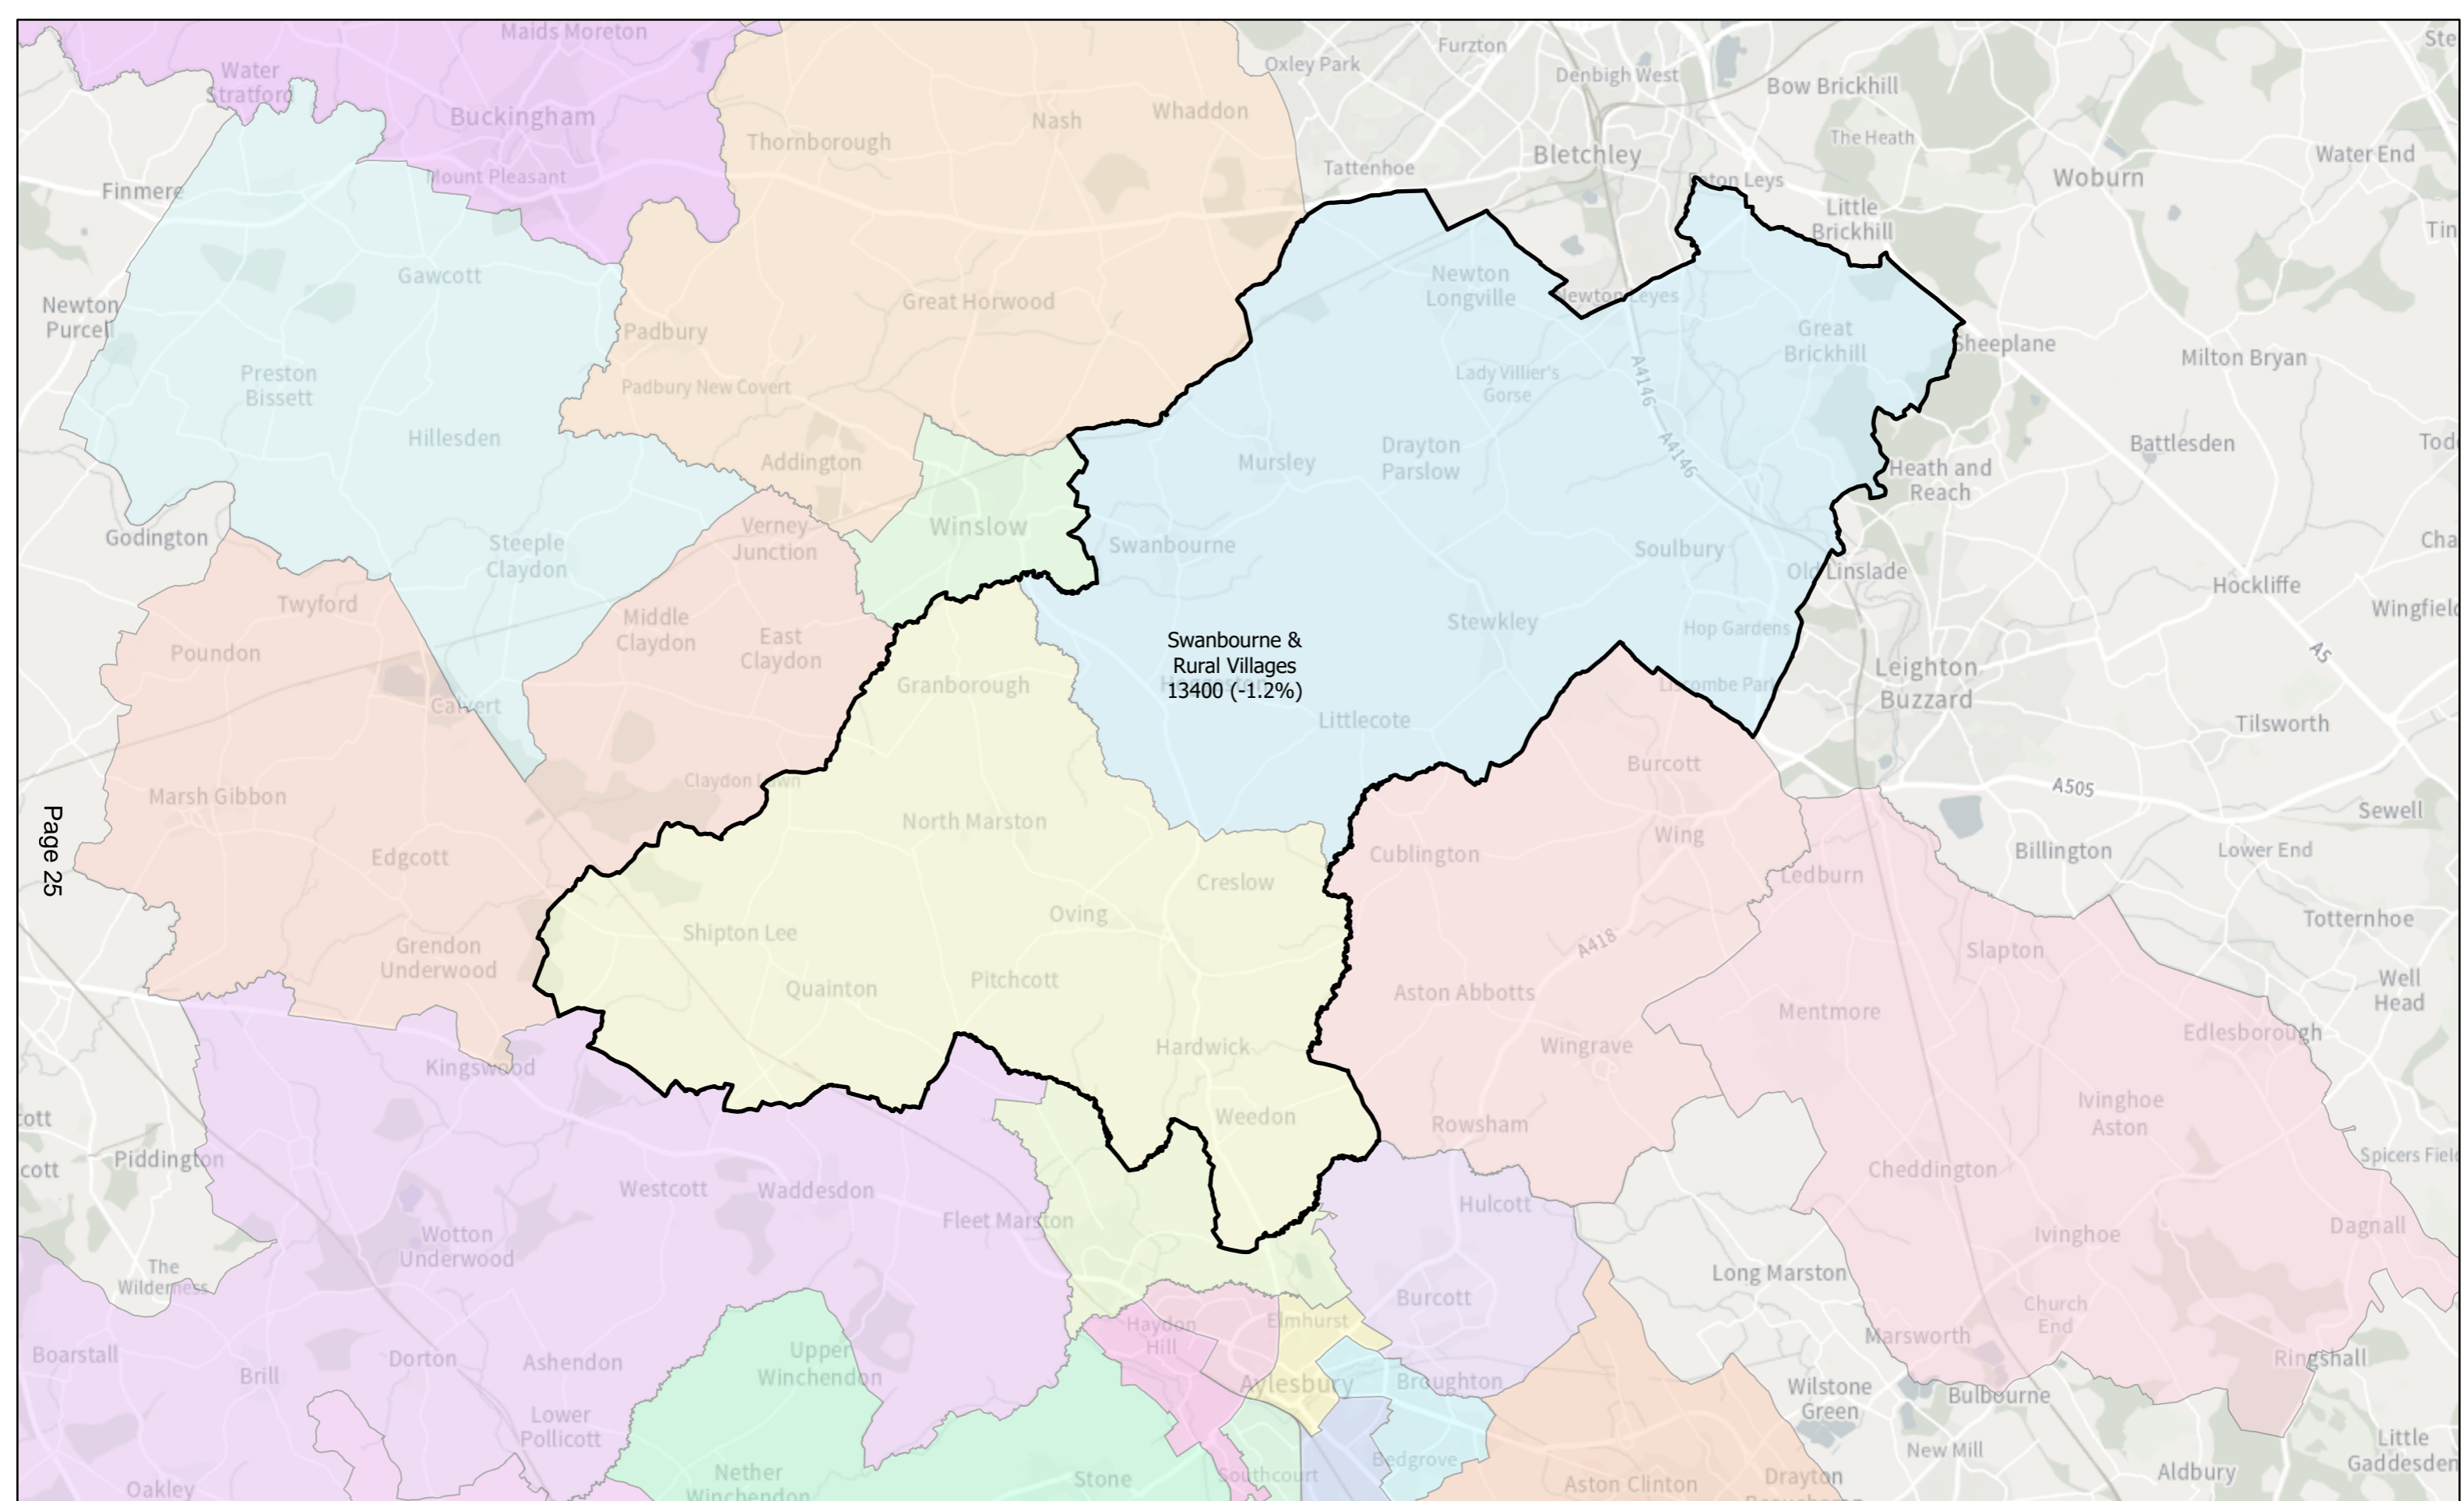 Maids Moreton
Furzton
Oxley Park
Denbigh West
Water
Stratford
Bow Brickhill
Buckingham
Nash
Whaddon
The Heath
Thornborough
Bletchley
Water End
Tattenhoe
Mount Pleasant
Woburn
Finmere
Little
Brickhill
Gawcott
Newton
Longville
Newton Leyes
Newton
Purcell
Great Horwood
Padbury
Great
Brickhill
Sheeplane
Milton Bryan
Preston
Bissett
Padbury New Covert
Lady Villier's
Gorse
A4146
Hillesden
Addington
Mursley
Drayton
Parslow
A4146
Battlesden
Heath and
Reach
Godington
Steeple
Claydon
Verney
Junction
Winslow
Swanbourne
Soulbury
Old Linslade
Hockliffe
Twyford
Middle
Claydon
East
Claydon
Stewkley
Hop Gardens
Poundon
Swanbourne &
Rural Villages
13400 (-1.2%)
A5
Leighton
Buzzard
Calvert
Granborough
Liscombe Park
Littlecote
Tilsworth
Marsh Gibbon
Claydon Lawn
Burcott
A505
Sewell
North Marston
Page 25
Edgcott
Cublington
Wing
Billington
Lower End
Creslow
Ledburn
Shipton Lee
Oving
Totternhoe
Grendon
Underwood
A418
Slapton
Quainton
Pitchcott
Aston Abbotts
Well
Head
Mentmore
Kingswood
Hardwick
Wingrave
Edlesborough
Weedon
Rowsham
Ivinghoe
Aston
Piddington
Westcott
Waddesdon
Cheddington
Fleet Marston
Hulcott
Wotton
Underwood
Ivinghoe
Dagnall
The
Wilderness
Long Marston
Burcott
Haydon
Hill
Elmhurst
Church
End
Marsworth
Boarstall
Brill
Dorton
Ashendon
Upper
Winchendon
Aylesbury
Broughton
Ringshall
Wilstone
Green
Bulbourne
Lower
Pollicott
Bedgrove
New Mill
Little
Gaddesden
Oakley
Nether
Winchendon
Stone
Southcourt
Aston Clinton
Drayton
Aldbury